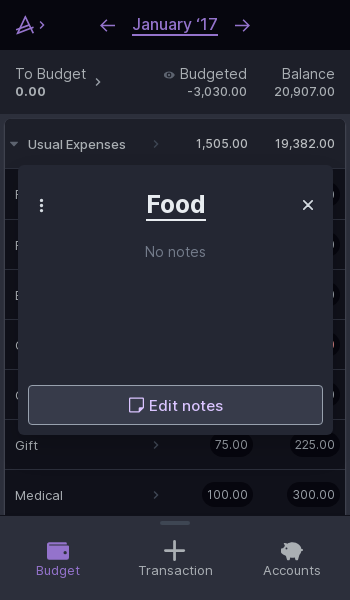 January ‘17
To Budget
Budgeted
Balance
0.00
-3,030.00
20,907.00
Usual Expenses
1,505.00
19,382.00
Food
No notes
Edit notes
Gift
75.00
225.00
Medical
100.00
300.00
Budget
Transaction
Accounts